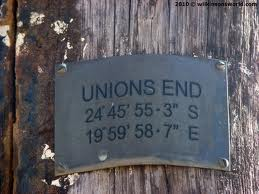 2010 © wilkinsonsworld.com
UNIONS END
24°45' 55·3" S
19°59' 58·7" E